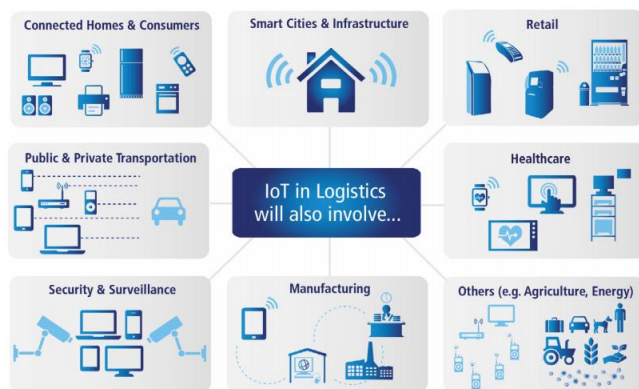 Connected Homes & Consumers
Smart Cities & Infrastructure
Retail
Public & Private Transportation
IoT in Logistics
will also involve...
Healthcare
Security & Surveillance
Manufacturing
Others (e.g. Agriculture, Energy)